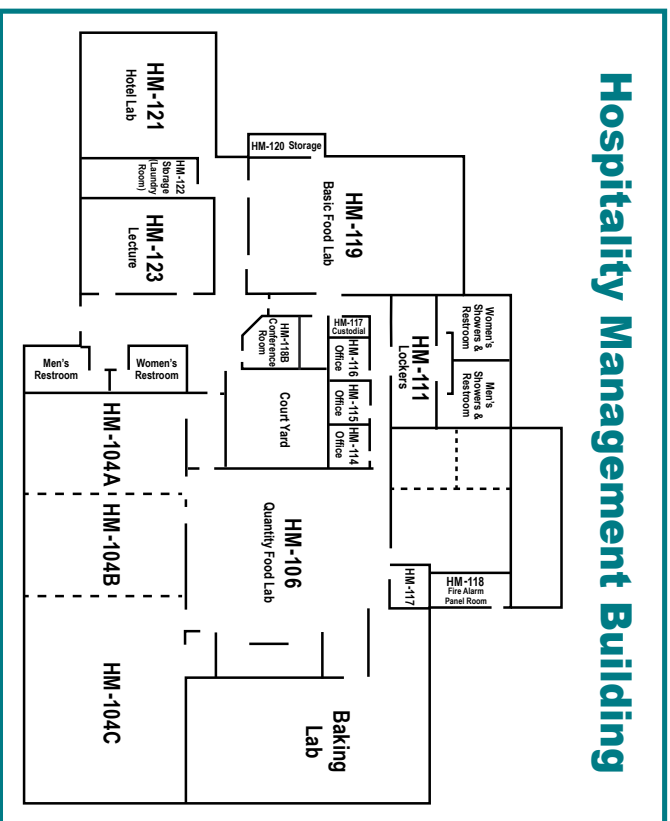 Hospitality Management Building
HM-121
Hotel Lab
HM-122
Storage
(Laundry
Room)
HM-123
Lecture
HM-120 Storage
HM-119
Basic Food Lab
HM-118B
Conference
Room
HM-117
Custodial
HM-116
Office
HM-115
Office
HM-114
Office
HM-111
Lockers
Women's
Showers &
Restroom
Men's
Showers &
Restroom
Men's
Restroom
Women's
Restroom
Court Yard
HM-104A
HM-104B
HM-104C
HM-106
Quantity Food Lab
HM-117
HM-118
Fire Alarm
Panel Room
Baking
Lab